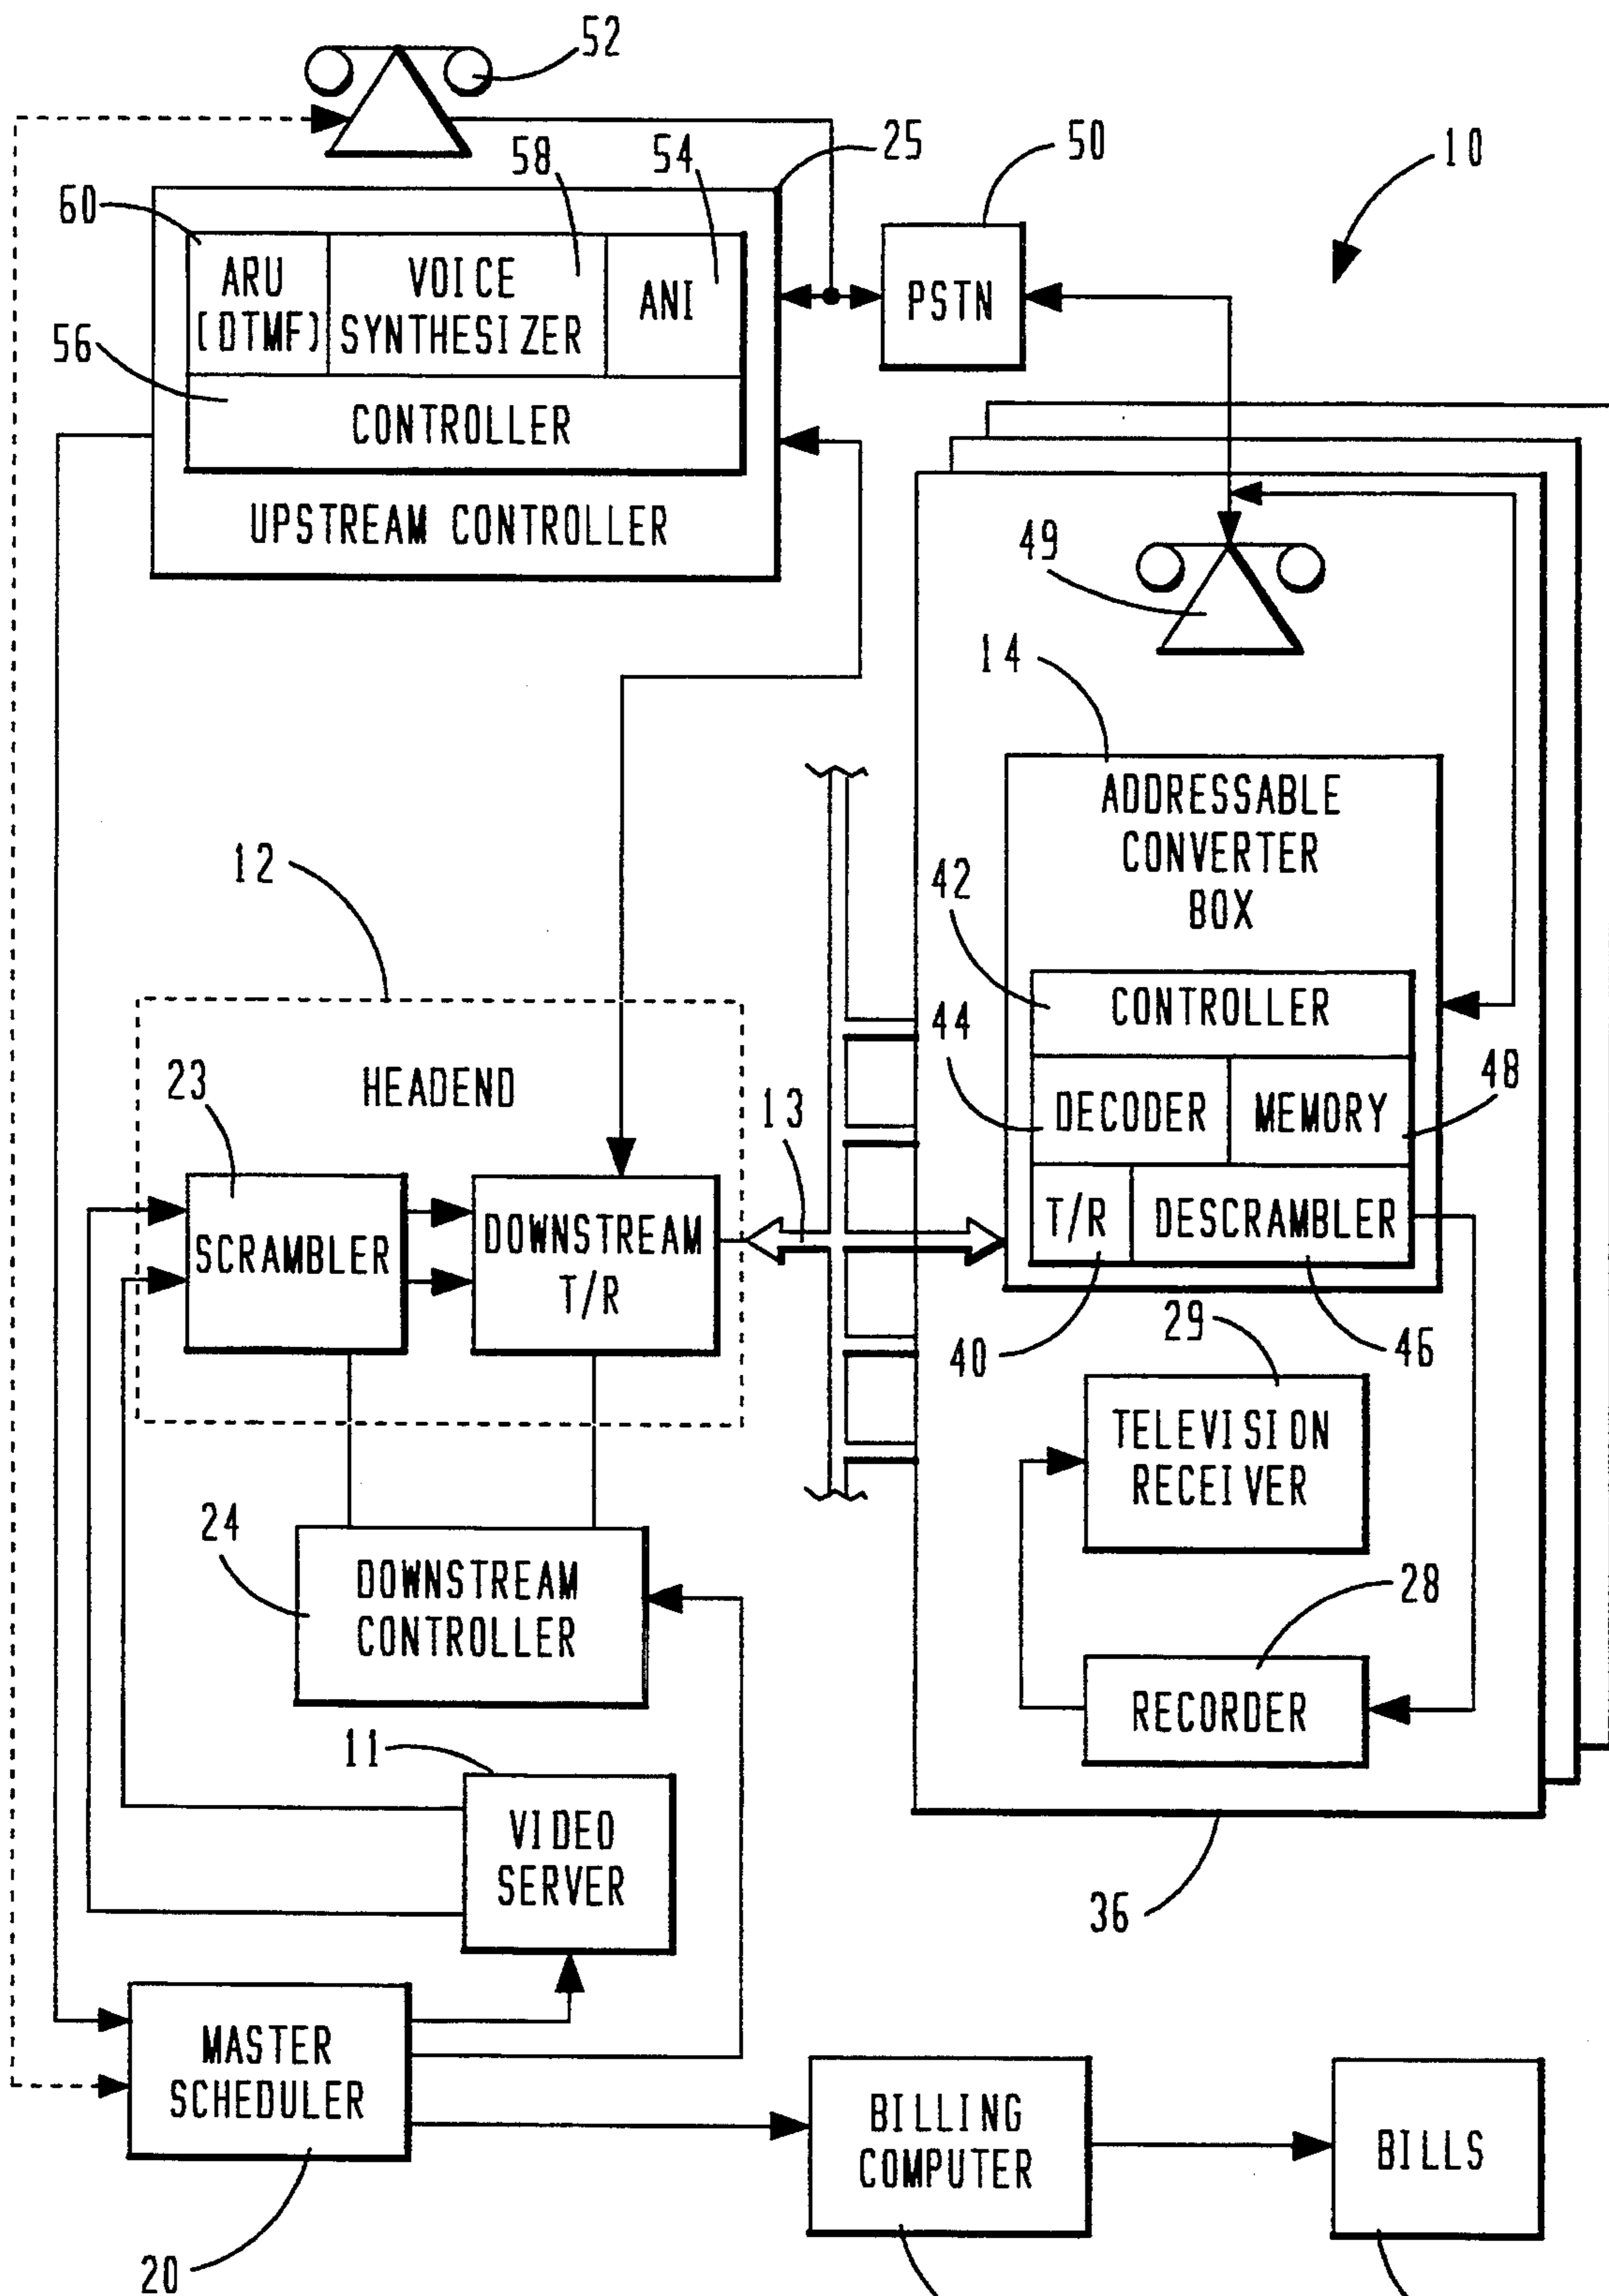 52
25
50
10
58
54
60
ARU
(DTMF)
VOICE
SYNTHESIZER
ANI
PSTN
56
CONTROLLER
UPSTREAM CONTROLLER
49
14
ADDRESSABLE
CONVERTER
BOX
12
42
CONTROLLER
44
48
DECODER
MEMORY
HEADEND
23
13
SCRAMBLER
DOWNSTREAM
T/R
T/R
DESCRAMBLER
29
40
46
TELEVISION
RECEIVER
24
DOWNSTREAM
CONTROLLER
28
RECORDER
11
VIDEO
SERVER
36
MASTER
SCHEDULER
BILLING
COMPUTER
BILLS
20